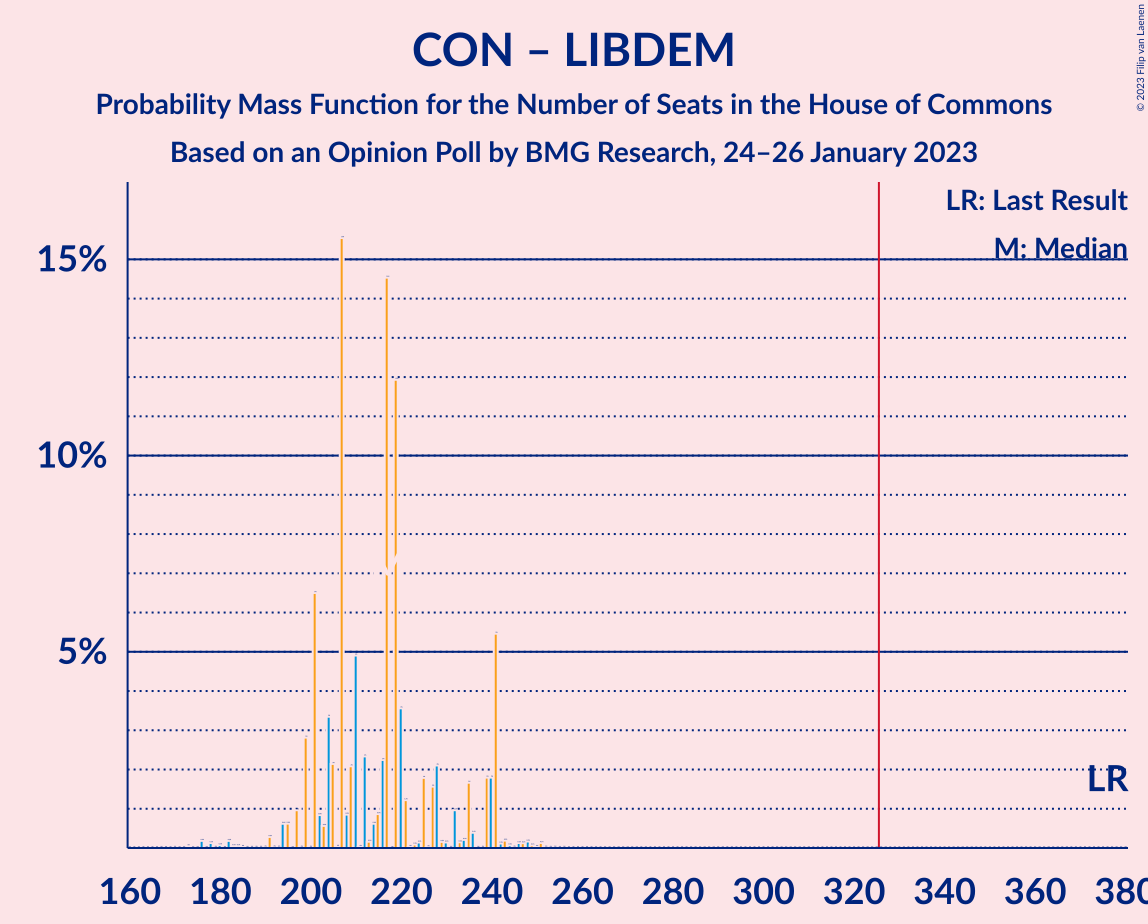 CON – LIBDEM
Probability Mass Function for the Number of Seats in the House of Commons
Based on an Opinion Poll by BMG Research, 24–26 January 2023
© 2023 Filip van Laenen
LR: Last Result
M: Median
15%
10%
5%
LR
160 180 200 220 240 260 280 300 320 340 360 380